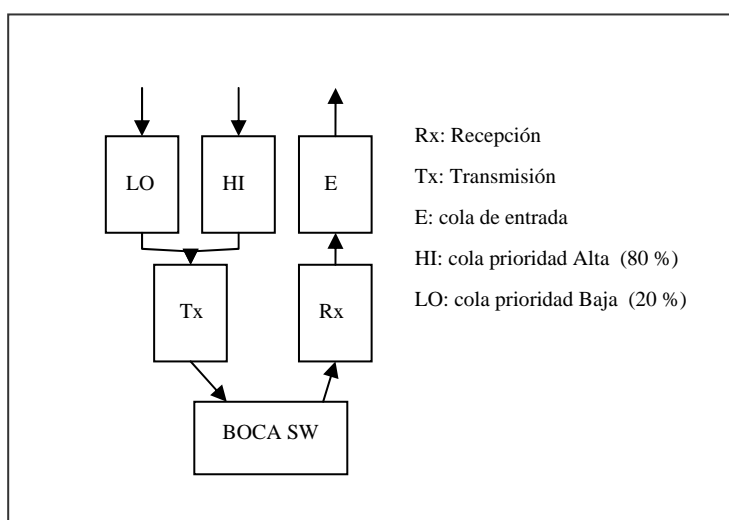 LO
HI
E
Tx
Rx
BOCA SW
Rx: Recepción
Tx: Transmisión
E: cola de entrada
HI: cola prioridad Alta (80 %)
LO: cola prioridad Baja (20 %)